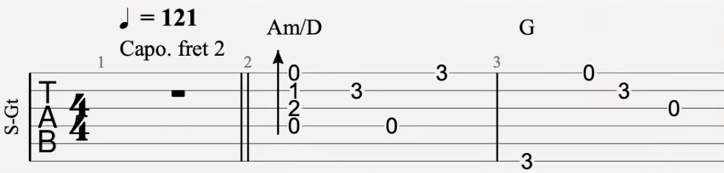 ♩ = 121
Capo. fret 2
Am/D G
1 2 3
S-Gt
T
A
B
4
4
0 3 0
1 3 3
2 0
0 0
3